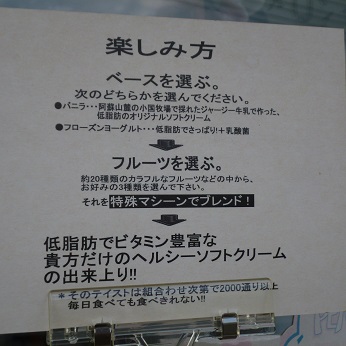 楽しみ方
ベースを選ぶ。
次のどちらかを選んでください。
●バニラ・・・阿蘇山麓の小国牧場で採れたジャージー牛乳で作った、
低脂肪のオリジナルソフトクリーム
●フローズンヨーグルト・・・低脂肪でさっぱり!+乳酸菌
フルーツを選ぶ。
約20種類のカラフルなフルーツなどの中から、
お好みの3種類を選んで下さい。
それを特殊マシーンでブレンド!
低脂肪でビタミン豊富な
貴方だけのヘルシーソフトクリーム
の出来上り!!
*そのテイストは組合わせ次第で2000通り以上
毎日食べても食べきれない!!